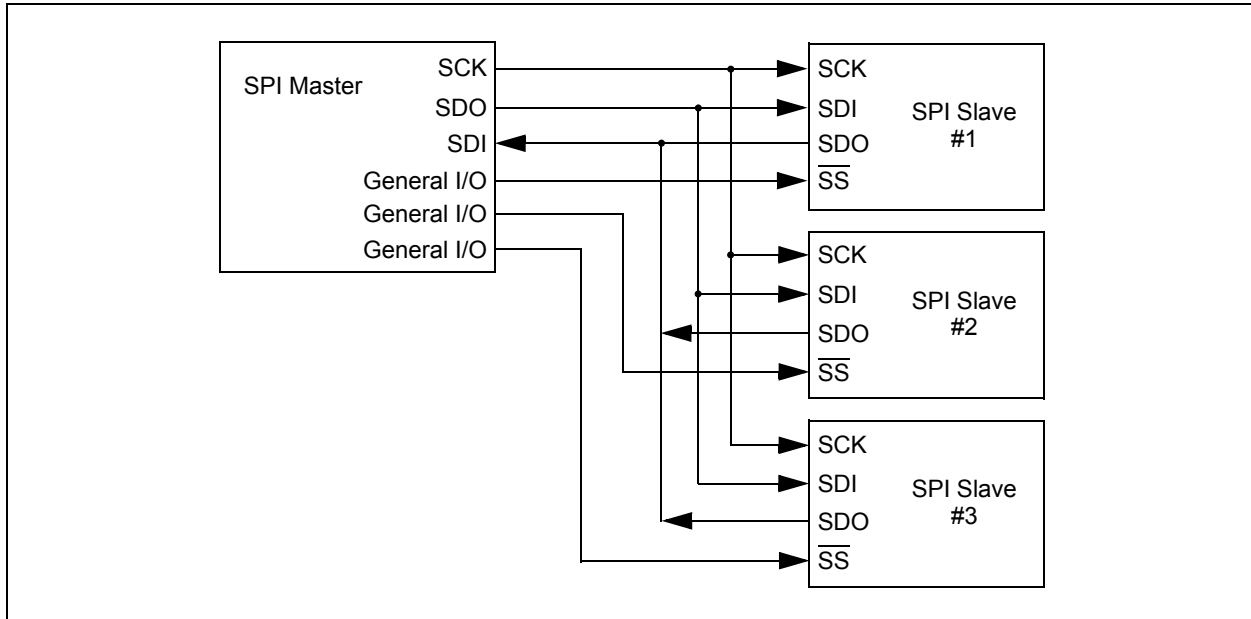 SPI Master
SCK
SDO
SDI
General I/O
General I/O
General I/O
SCK
SDI
SDO
SS
SPI Slave
#1
SCK
SDI
SDO
SS
SPI Slave
#2
SCK
SDI
SDO
SS
SPI Slave
#3